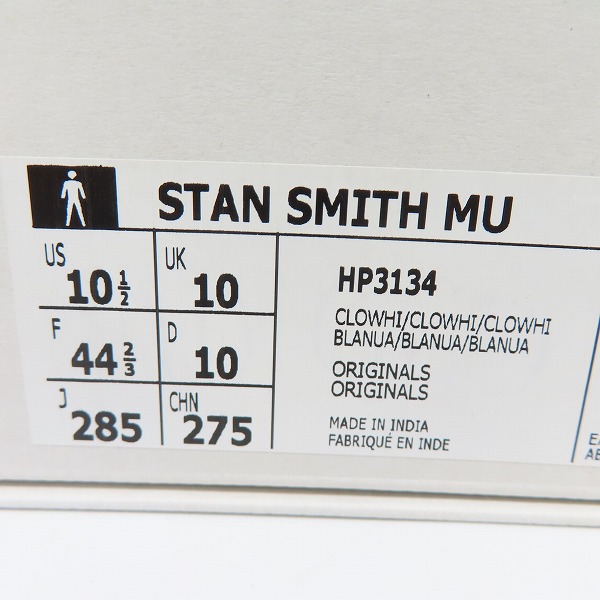 STAN SMITH MU
US 10 1/2 UK 10
F 44 2/3 D 10
J 285 CHN 275
HP3134
CLOWHI/CLOWHI/CLOWHI
BLANUA/BLANUA/BLANUA
ORIGINALS
ORIGINALS
MADE IN INDIA
FABRIQUÉ EN INDE